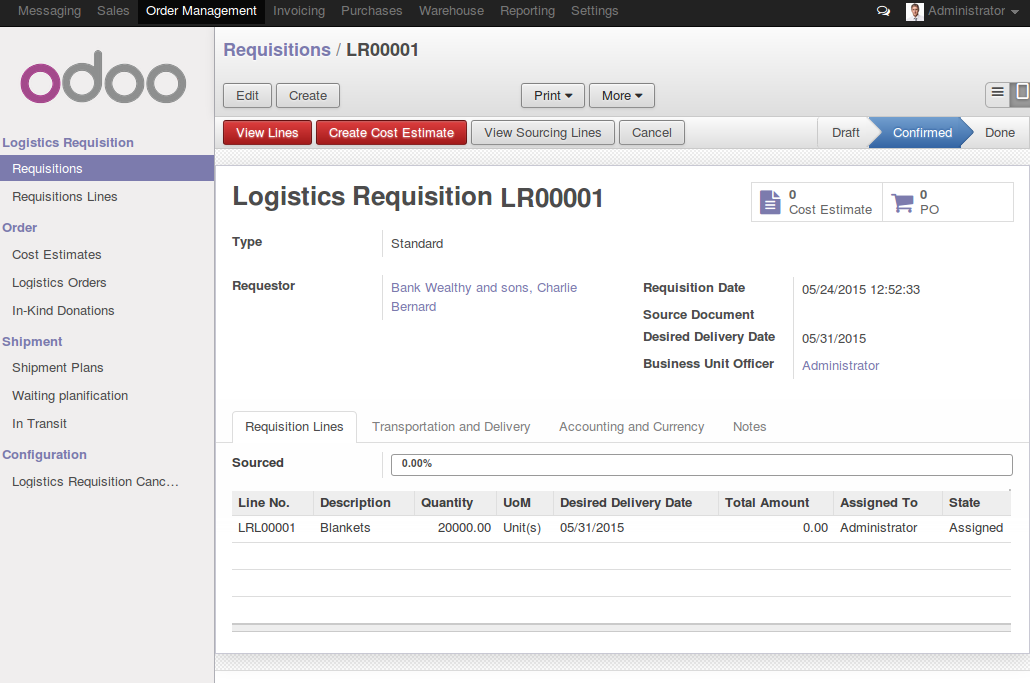 Messaging Sales Order Management Invoicing Purchases Warehouse Reporting Settings Administrator
odoo
Logistics Requisition
Requisitions
Requisitions Lines
Order
Cost Estimates
Logistics Orders
In-Kind Donations
Shipment
Shipment Plans
Waiting planification
In Transit
Configuration
Logistics Requisition Canc...
Requisitions / LR00001
Edit Create Print More
View Lines Create Cost Estimate View Sourcing Lines Cancel Draft Confirmed Done
Logistics Requisition LR00001
0 Cost Estimate
0 PO
Type Standard
Requestor Bank Wealthy and sons, Charlie
Bernard
Requisition Date 05/24/2015 12:52:33
Source Document
Desired Delivery Date 05/31/2015
Business Unit Officer Administrator
Requisition Lines Transportation and Delivery Accounting and Currency Notes
Sourced 0.00%
Line No. Description Quantity UoM Desired Delivery Date Total Amount Assigned To State
LRL00001 Blankets 20000.00 Unit(s) 05/31/2015 0.00 Administrator Assigned